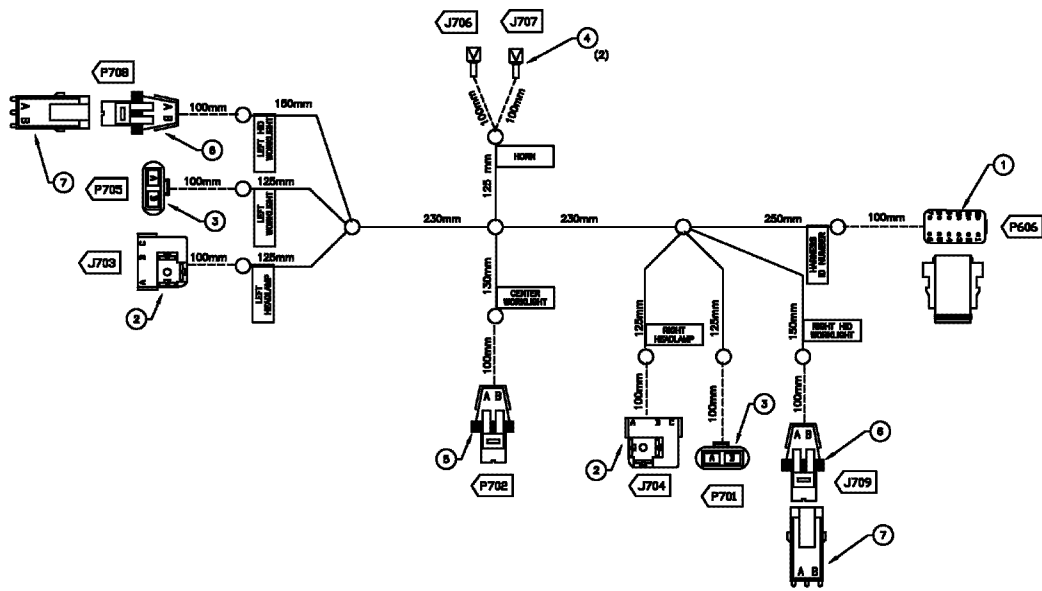 J706
J707
4
(2)
P708
100mm
150mm
100mm
100mm
A
B
A
B
LEFT HID
WORKLIGHT
HORN
6
7
125 mm
1
P705
A
B
100mm
125mm
3
LEFT
WORKLIGHT
230mm
230mm
250mm
100mm
P606
J703
C
B
A
100mm
125mm
LEFT
HEADLAMP
2
HARNESS
ID NUMBER
130mm
CENTER
WORKLIGHT
125mm
125mm
150mm
RIGHT
HEADLAMP
RIGHT HID
WORKLIGHT
100mm
100mm
100mm
100mm
A B
5
P702
A
B
C
2
J704
3
A
B
P701
A B
6
J709
7
A B